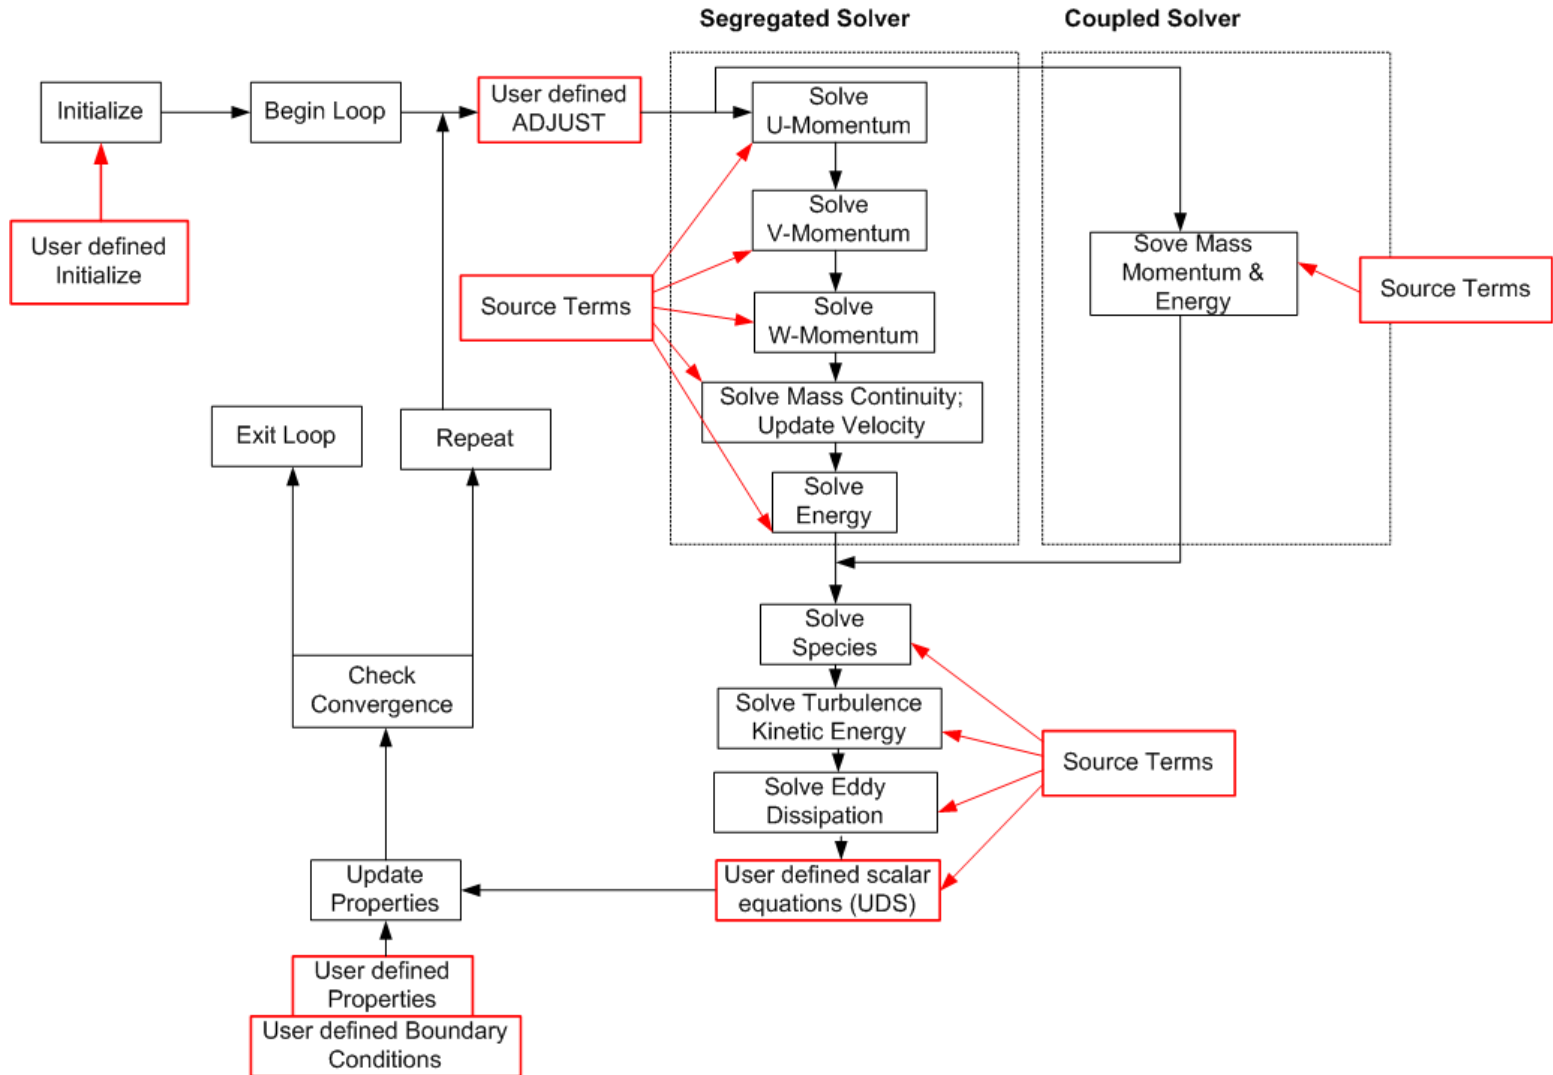 Segregated Solver
Coupled Solver
Initialize
Begin Loop
User defined
ADJUST
Solve
U-Momentum
User defined
Initialize
Solve
V-Momentum
Sove Mass
Momentum &
Energy
Source Terms
Source Terms
Solve
W-Momentum
Solve Mass Continuity;
Update Velocity
Exit Loop
Repeat
Solve
Energy
Solve
Species
Check
Convergence
Solve Turbulence
Kinetic Energy
Source Terms
Solve Eddy
Dissipation
Update
Properties
User defined scalar
equations (UDS)
User defined
Properties
User defined Boundary
Conditions